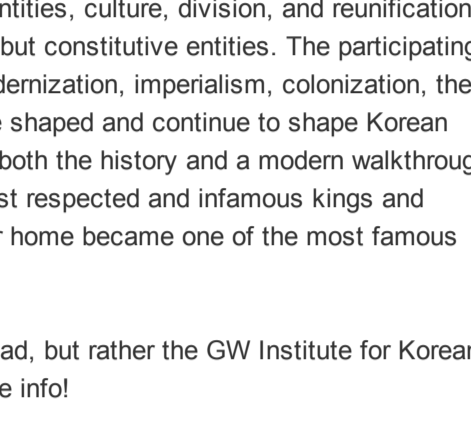 ntities, culture, division, and reunification
but constitutive entities. The participating
dernization, imperialism, colonization, the
e shaped and continue to shape Korean
both the history and a modern walkthroug
st respected and infamous kings and
r home became one of the most famous
ad, but rather the GW Institute for Korean
e info!